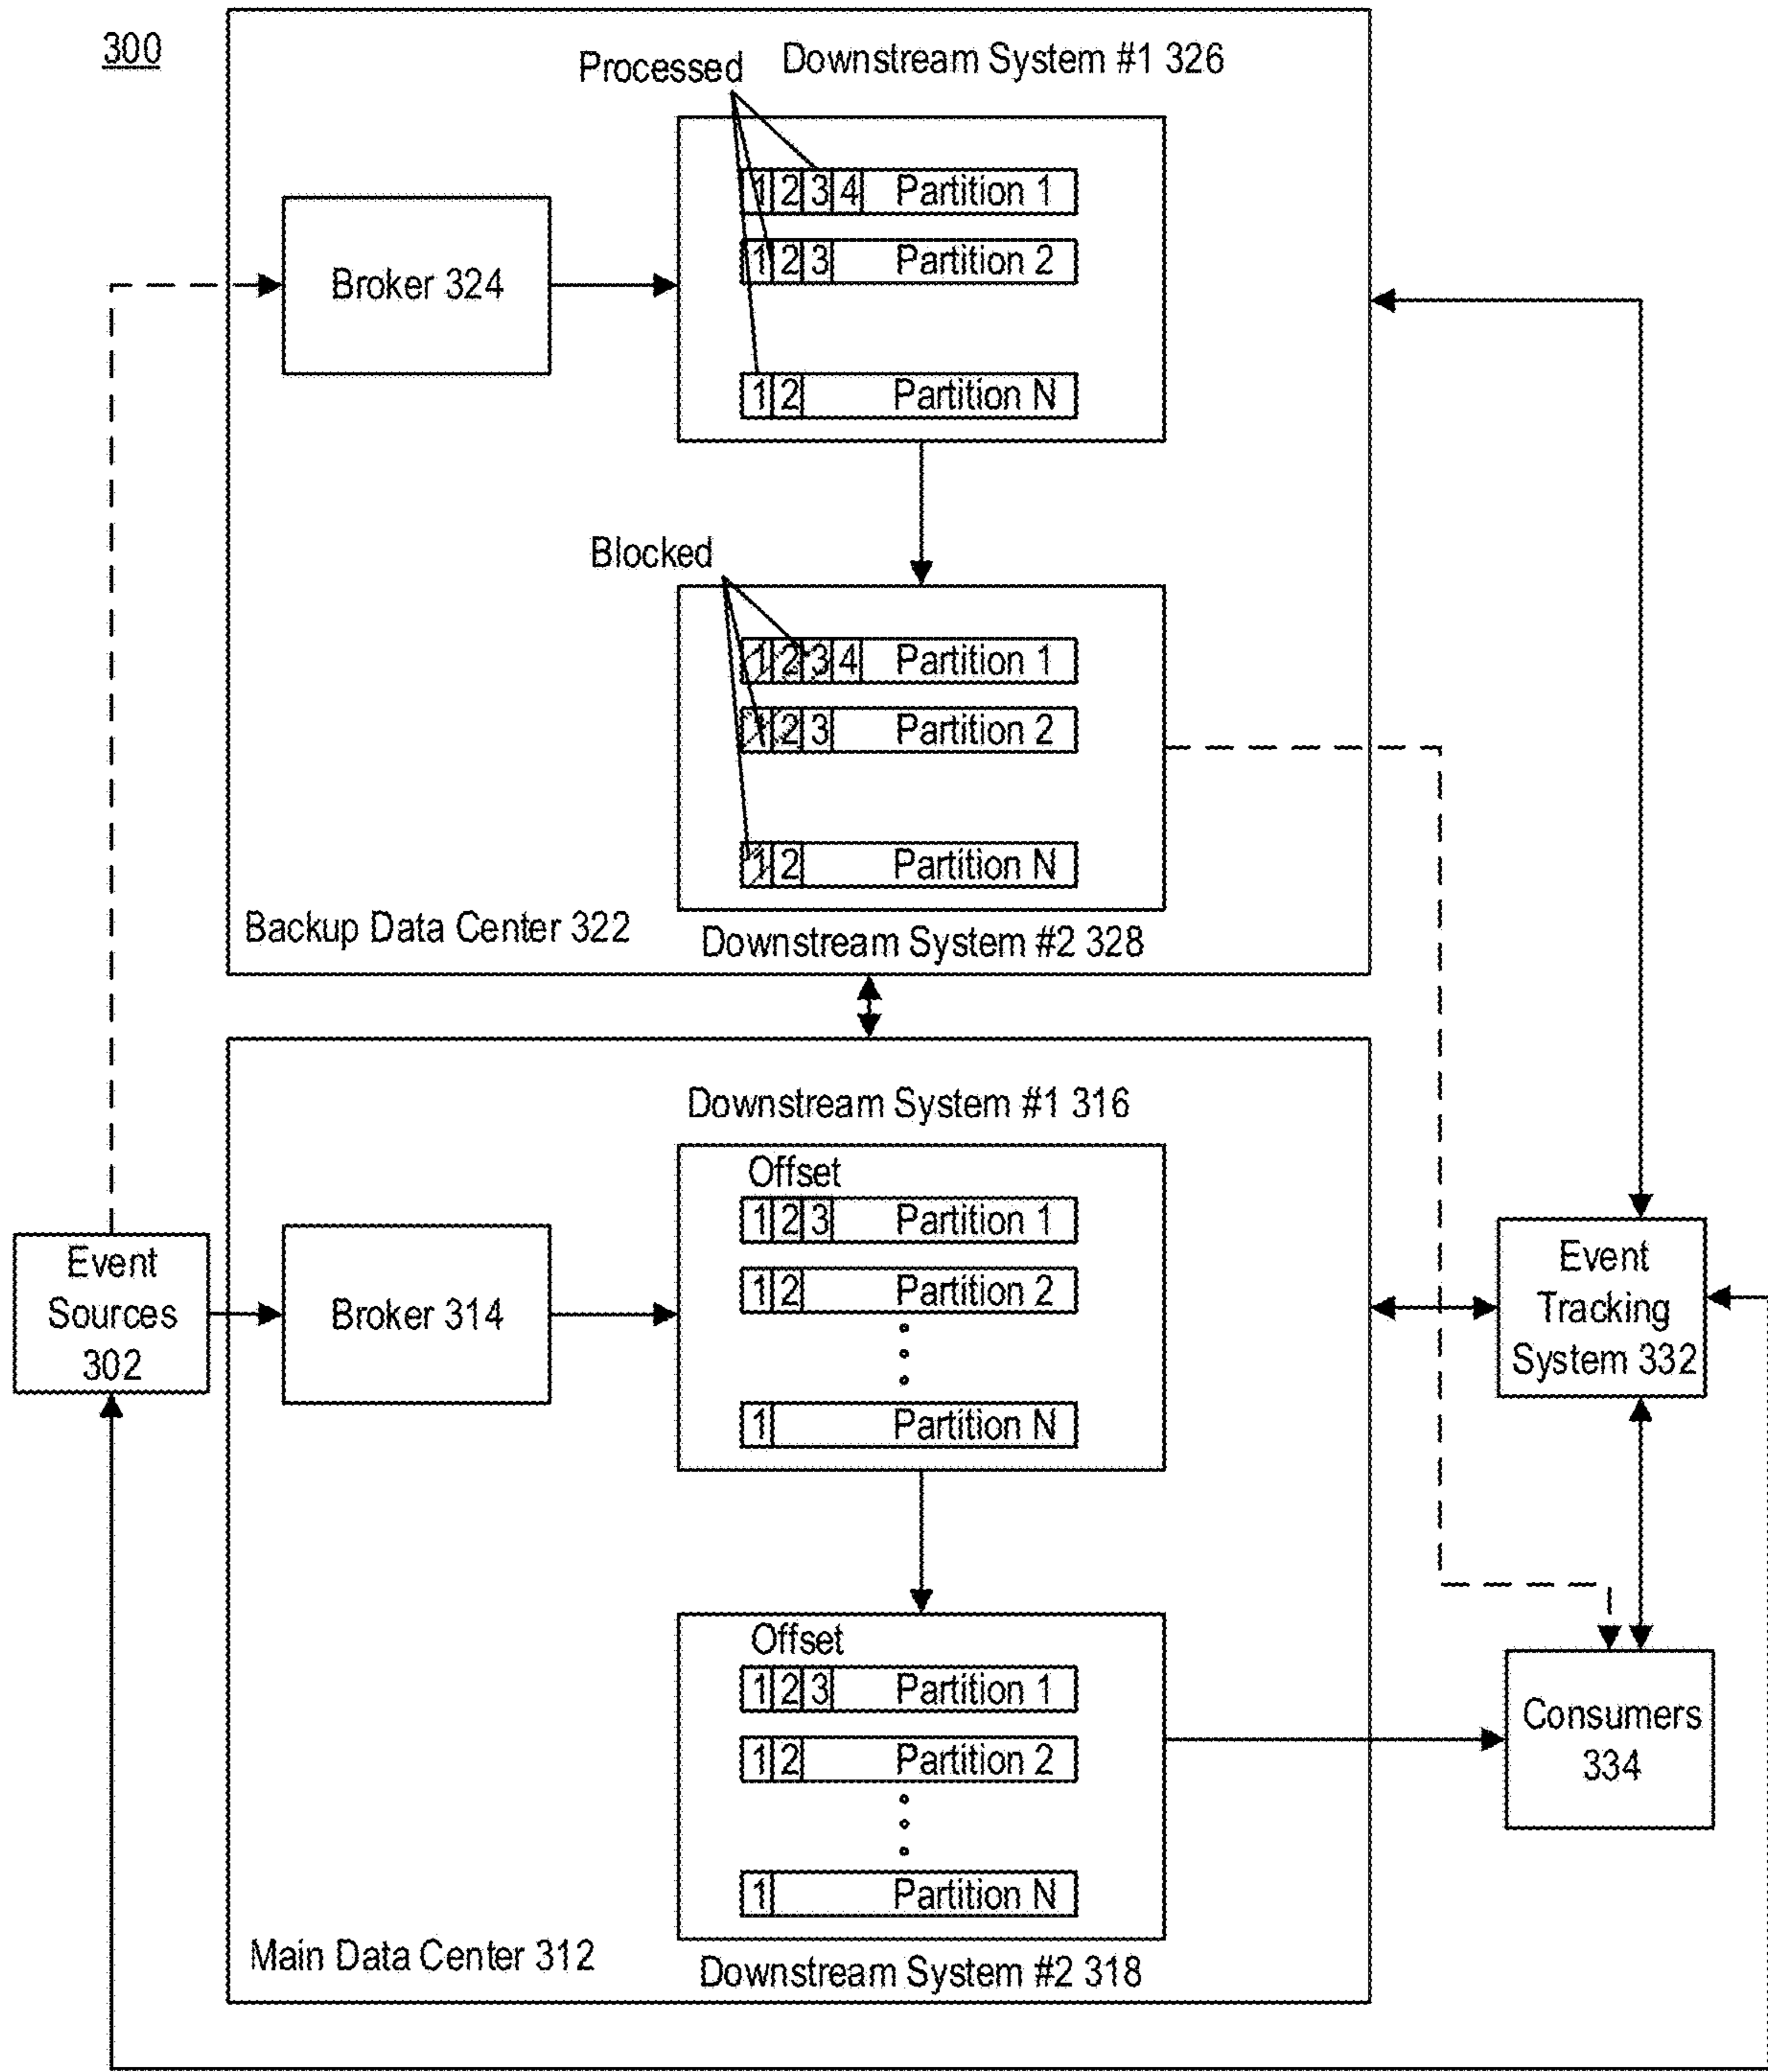 300
Processed
Downstream System #1 326
1 2 3 4 Partition 1
1 2 3 Partition 2
1 2 Partition N
Broker 324
Blocked
1 2 3 4 Partition 1
1 2 3 Partition 2
1 2 Partition N
Backup Data Center 322
Downstream System #2 328
Downstream System #1 316
Offset
1 2 3 Partition 1
1 2 Partition 2
1 Partition N
Event
Sources
302
Broker 314
Event
Tracking
System 332
Offset
1 2 3 Partition 1
1 2 Partition 2
1 Partition N
Consumers
334
Main Data Center 312
Downstream System #2 318